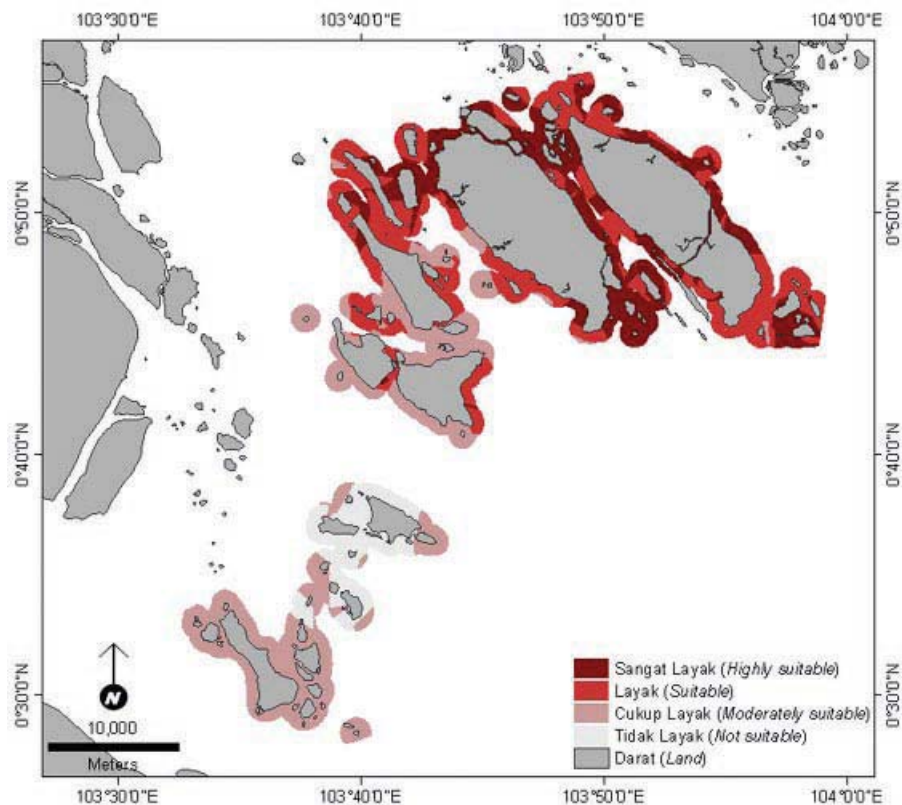 103°30'0"E 103°40'0"E 103°50'0"E 104°0'0"E
0°50'0"N 0°50'0"N
0°40'0"N 0°40'0"N
0°30'0"N 0°30'0"N
N
10,000
Meters
Sangat Layak (Highly suitable)
Layak (Suitable)
Cukup Layak (Moderately suitable)
Tidak Layak (Not suitable)
Darat (Land)
103°30'0"E 103°40'0"E 103°50'0"E 104°0'0"E